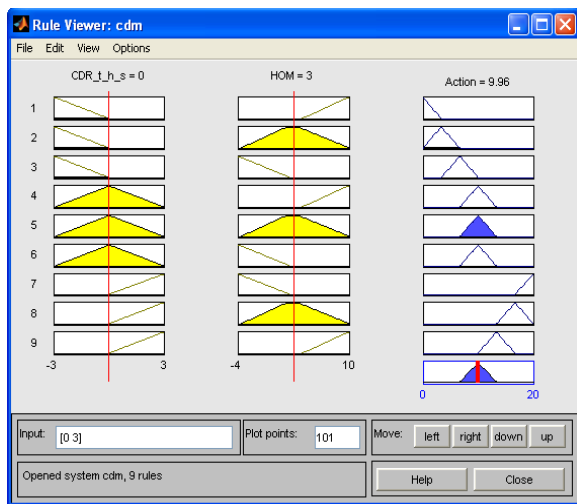 Rule Viewer: cdm
File Edit View Options
CDR_t_h_s = 0
HOM = 3
Action = 9.96
1
2
3
4
5
6
7
8
9
-3 3
-4 10
0 20
Input: [0 3]
Plot points: 101
Move: left right down up
Opened system cdm, 9 rules
Help Close